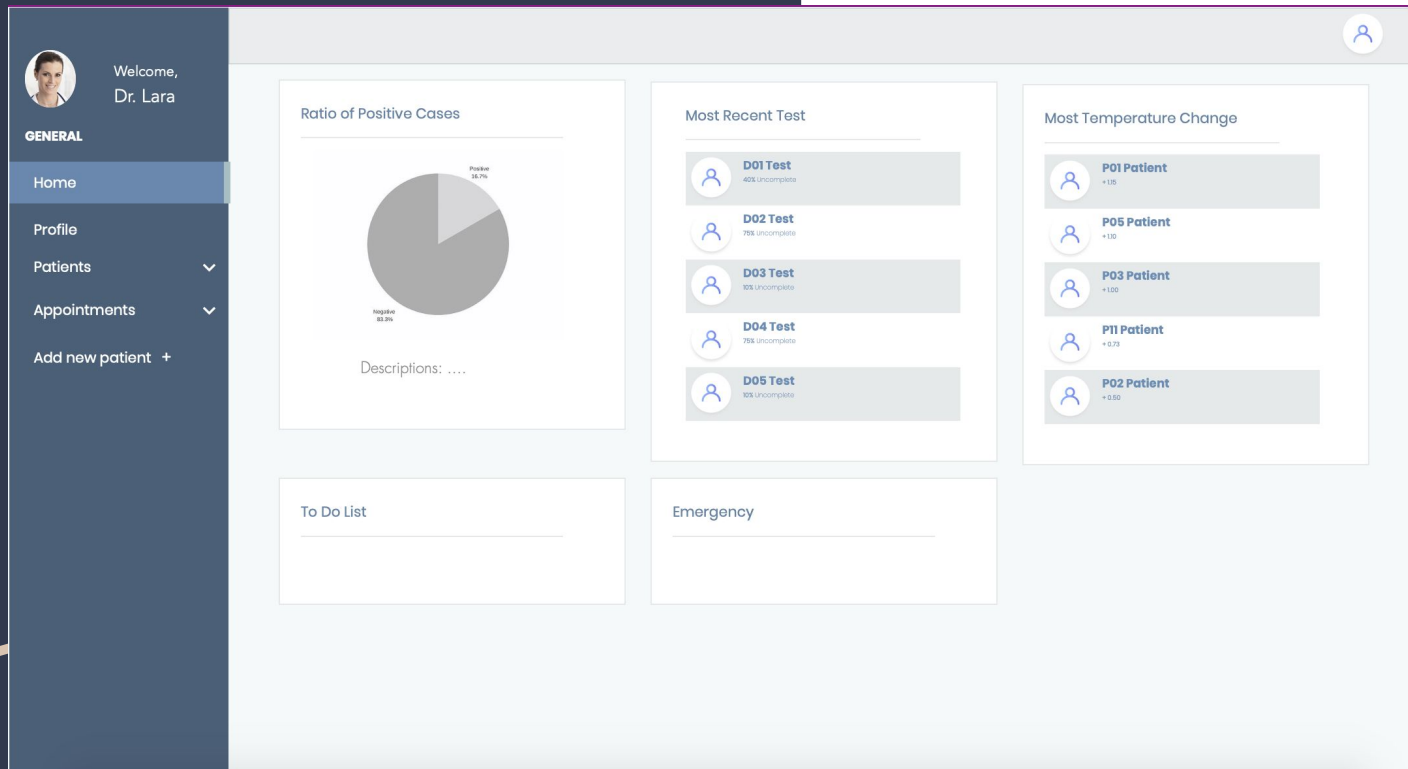 Welcome,
Dr. Lara
GENERAL
Home
Profile
Patients
Appointments
Add new patient +
Ratio of Positive Cases
Positive
16.7%
Negative
83.3%
Descriptions: ....
Most Recent Test
D01 Test
40% Uncomplete
D02 Test
75% Uncomplete
D03 Test
10% Uncomplete
D04 Test
75% Uncomplete
D05 Test
10% Uncomplete
Most Temperature Change
P01 Patient
+ 1.15
P05 Patient
+ 1.10
P03 Patient
+ 1.00
P11 Patient
+ 0.73
P02 Patient
+ 0.50
To Do List
Emergency